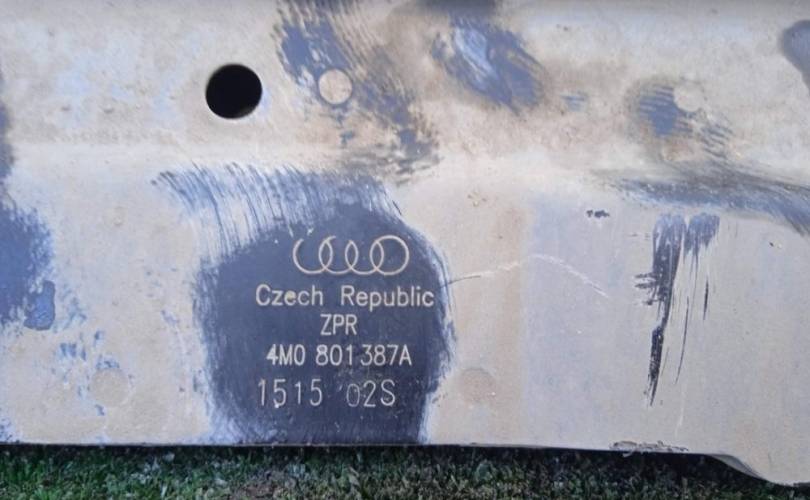 Czech Republic
ZPR
4M0 801 387A
1515 02S